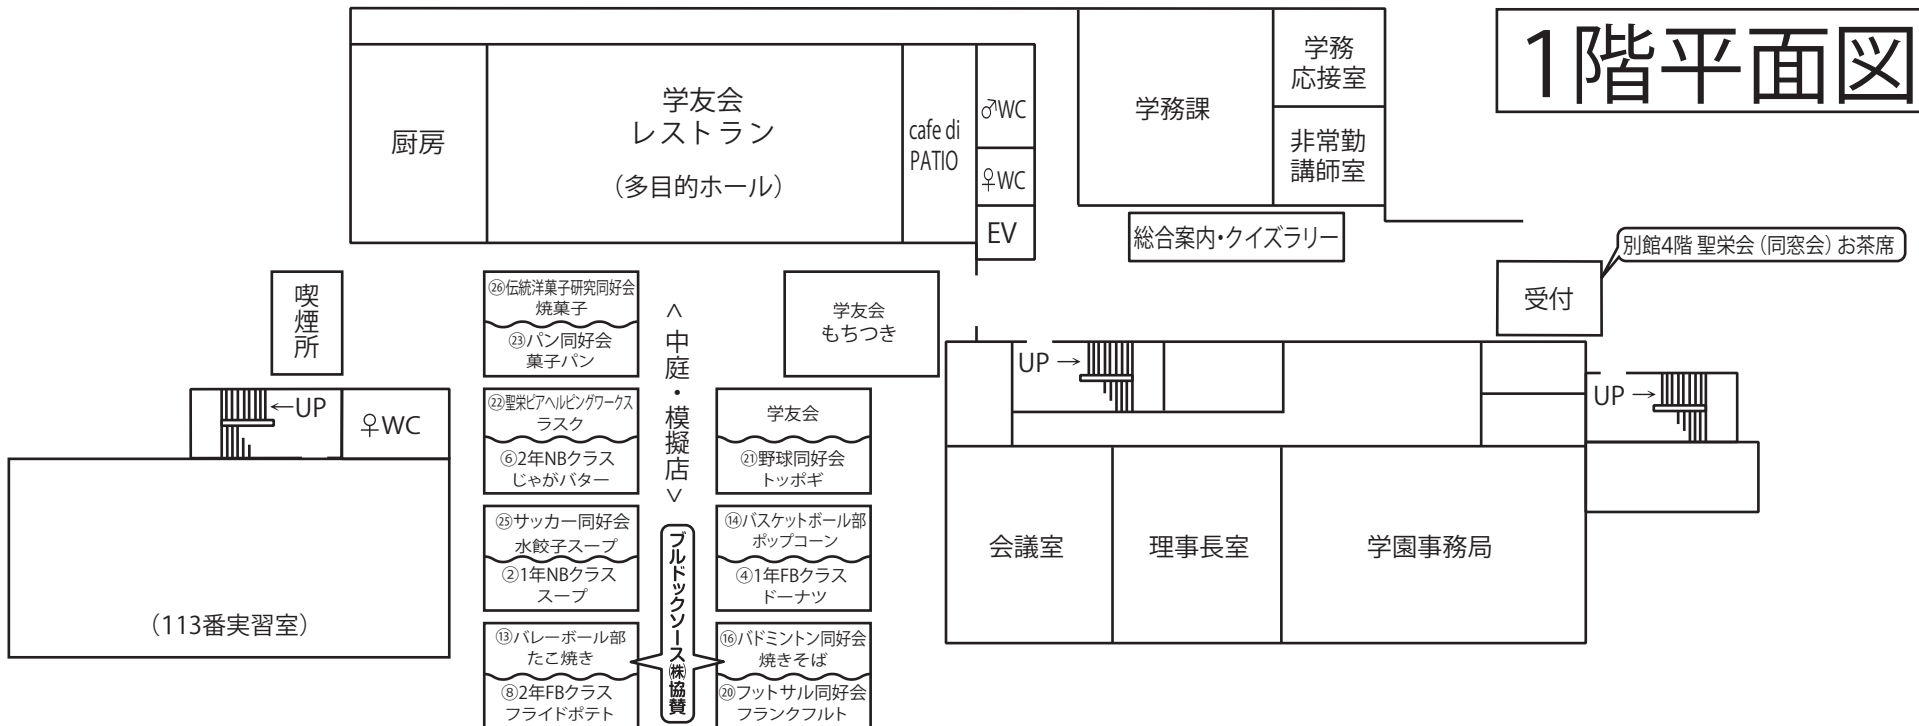 1階平面図
厨房
学友会
レストラン
(多目的ホール)
cafe di
PATIO
♂WC
♀WC
EV
学務課
学務
応接室
非常勤
講師室
総合案内・クイズラリー
別館4階 聖栄会(同窓会)お茶席
受付
喫煙所
㉖伝統洋菓子研究同好会
焼菓子
㉓パン同好会
菓子パン
<中庭・模擬店>
学友会
もちつき
←UP
♀WC
(113番実習室)
㉒聖栄ピアヘルピングワークス
ラスク
⑥2年NBクラス
じゃがバター
学友会
㉑野球同好会
トッポギ
㉕サッカー同好会
水餃子スープ
②1年NBクラス
スープ
⑭バスケットボール部
ポップコーン
④1年FBクラス
ドーナツ
ブルドックソース㈱協賛
⑬バレーボール部
たこ焼き
⑧2年FBクラス
フライドポテト
⑯バドミントン同好会
焼きそば
⑳フットサル同好会
フランクフルト
UP→
UP→
会議室
理事長室
学園事務局